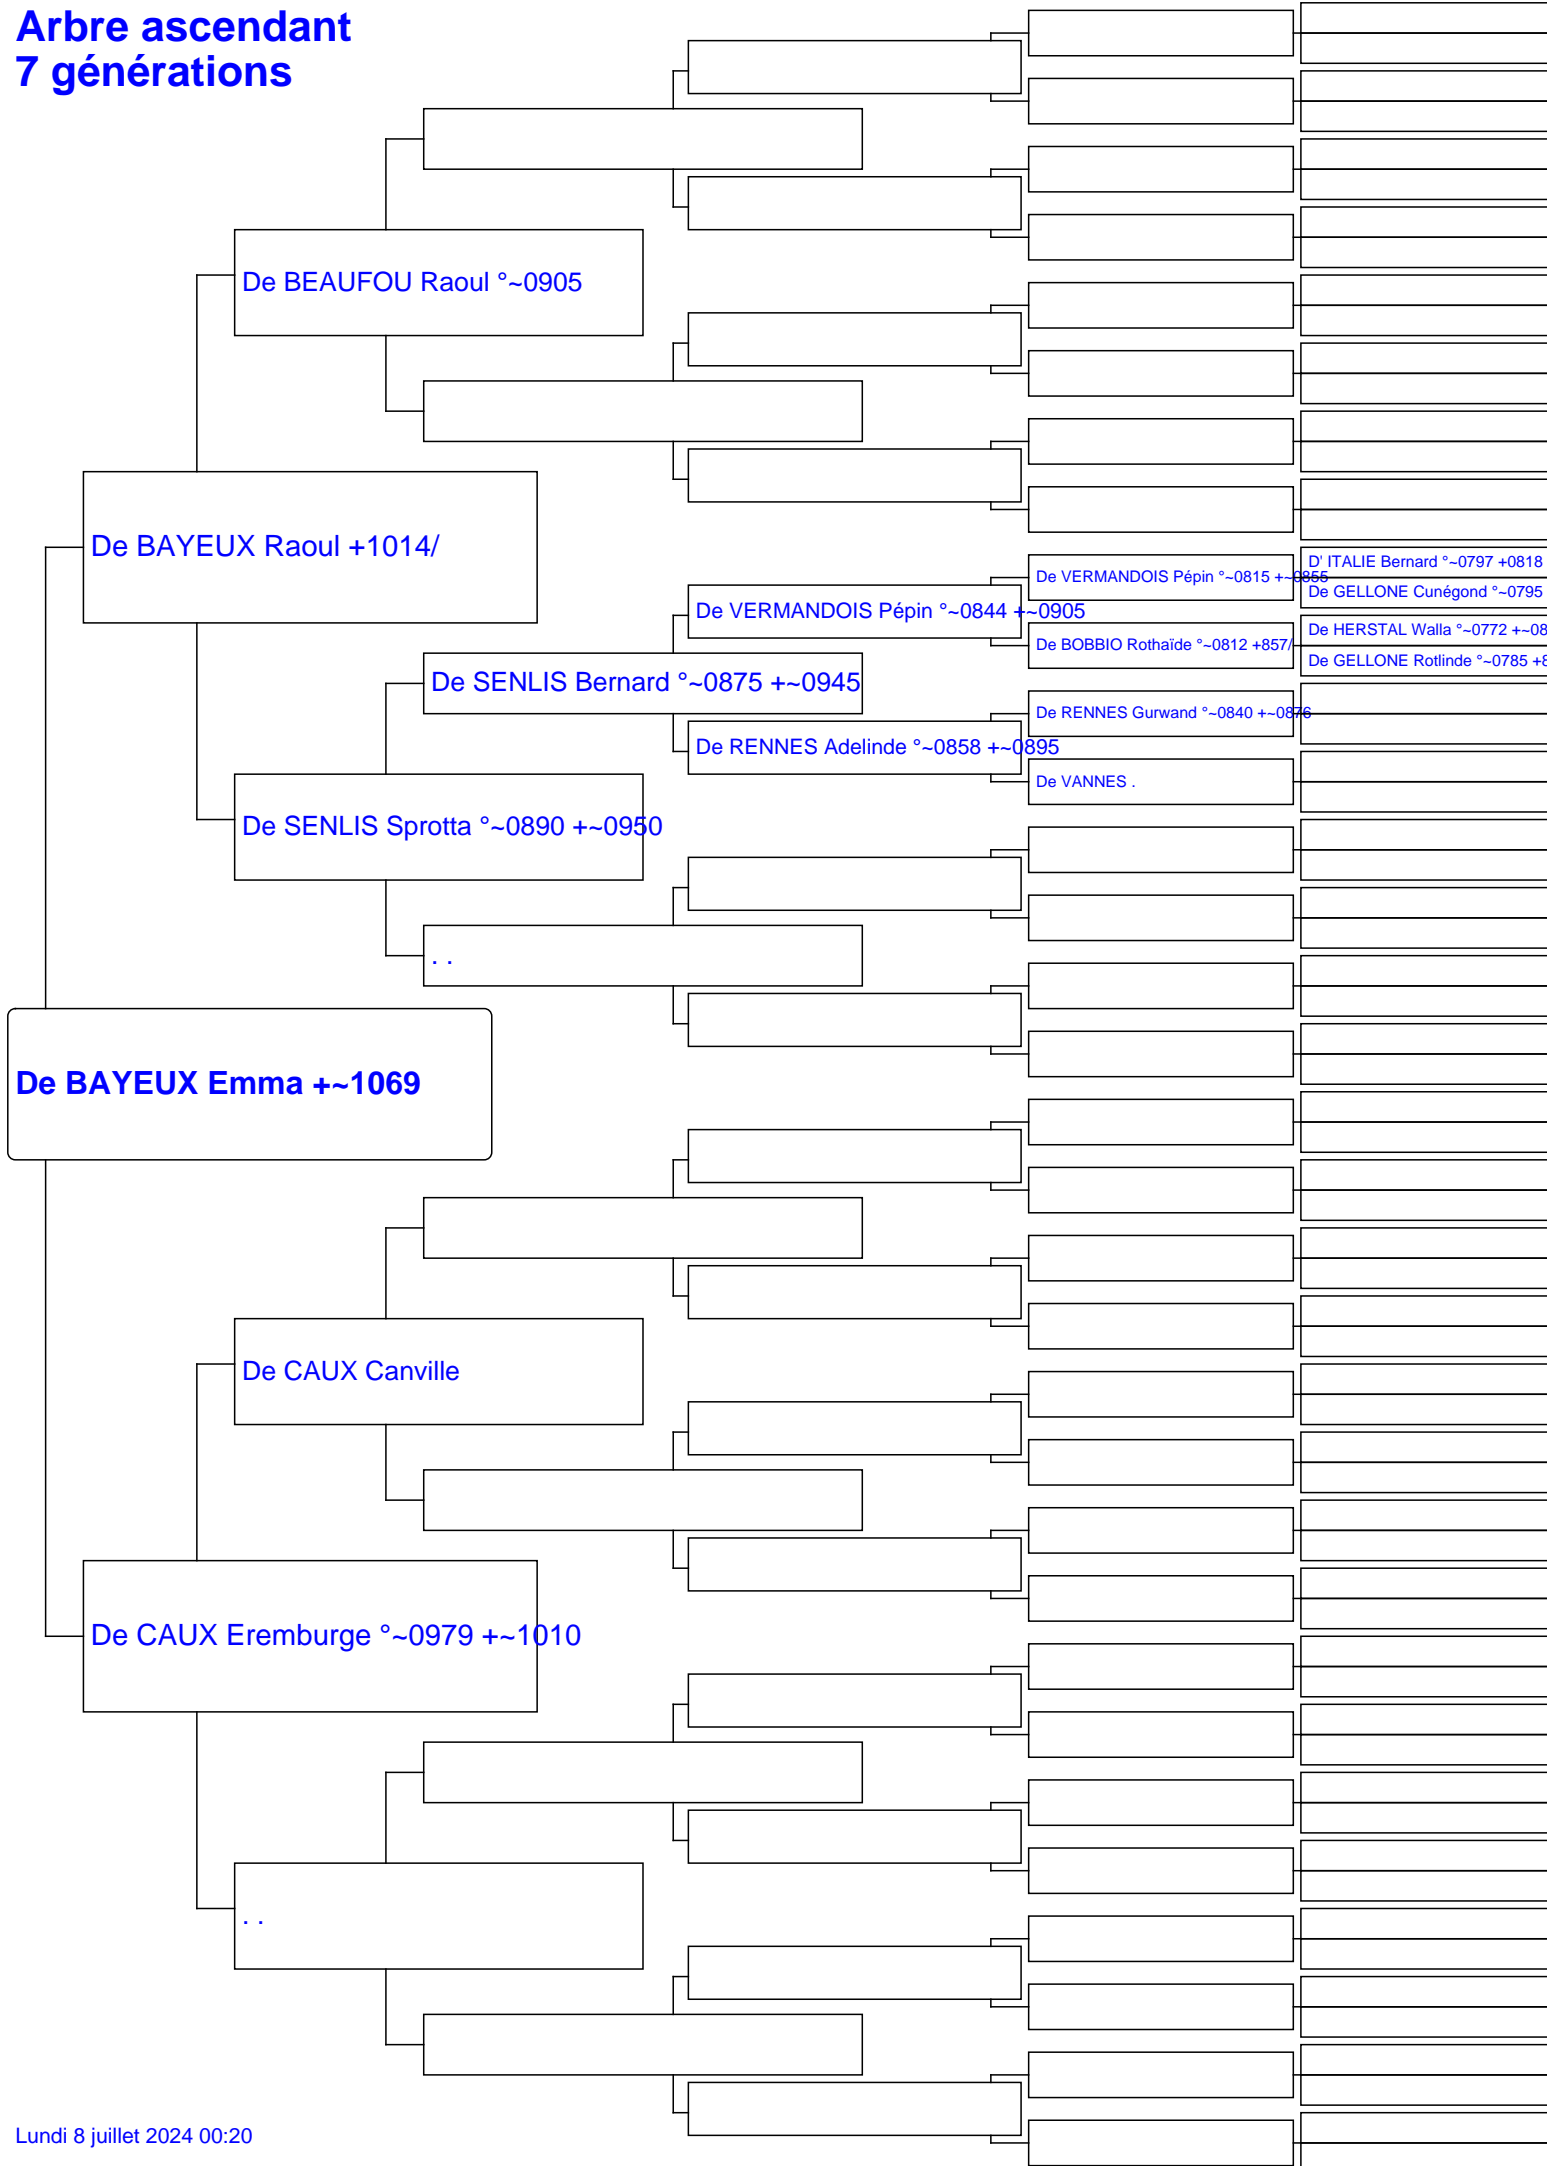 Arbre ascendant
7 générations
De BEAUFOU Raoul °~0905
De BAYEUX Raoul +1014/
D' ITALIE Bernard °~0797 +0818
De VERMANDOIS Pépin °~0815 +~0855
De GELLONE Cunégond °~0795
De VERMANDOIS Pépin °~0844 +~0905
De HERSTAL Walla °~0772 +~08
De BOBBIO Rothaïde °~0812 +857/
De GELLONE Rotlinde °~0785 +8
De SENLIS Bernard °~0875 +~0945
De RENNES Gurwand °~0840 +~0876
De RENNES Adelinde °~0858 +~0895
De VANNES .
De SENLIS Sprotta °~0890 +~0950
. .
De BAYEUX Emma +~1069
De CAUX Canville
De CAUX Eremburge °~0979 +~1010
. .
Lundi 8 juillet 2024 00:20